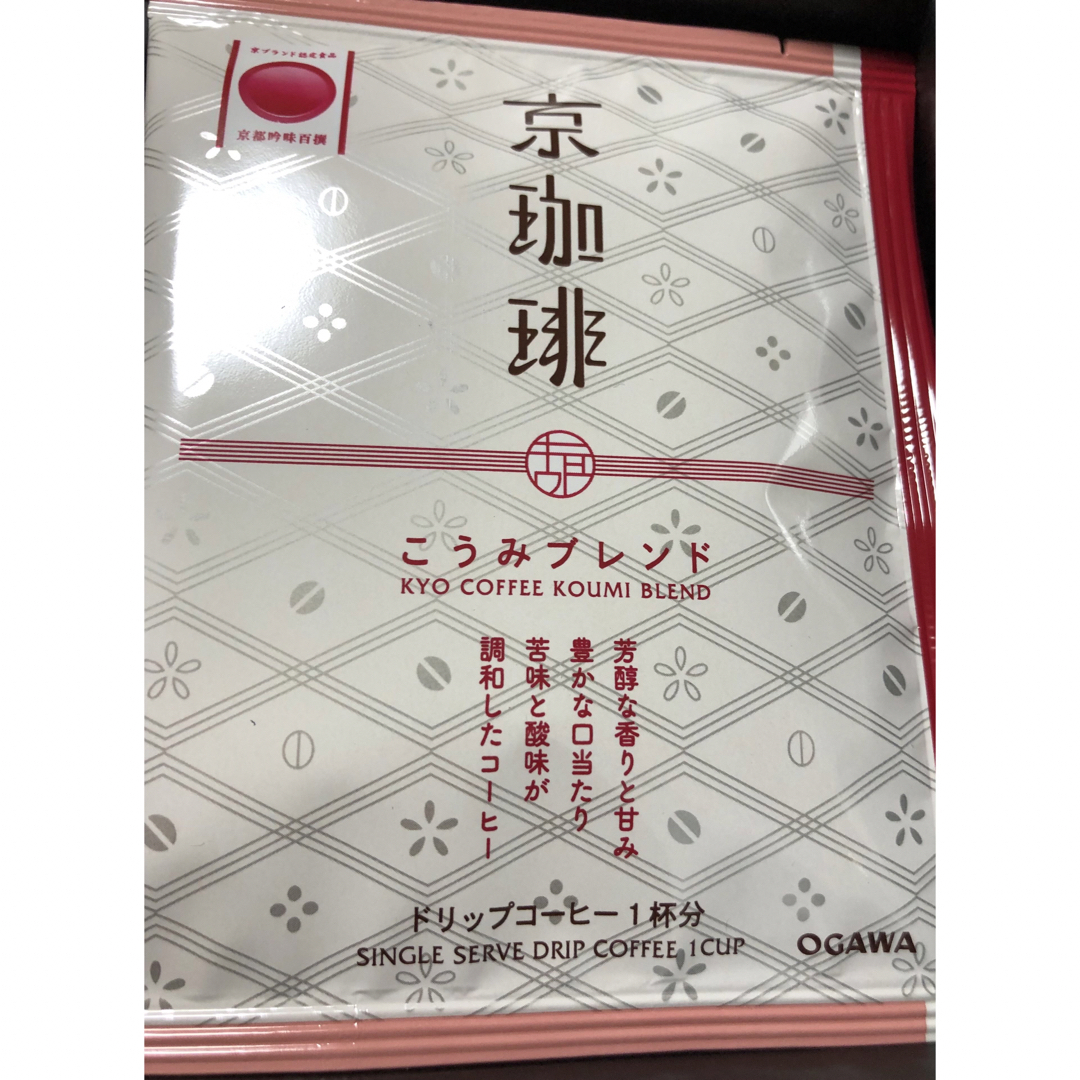 京ブランド認定食品
京都吟味百撰
京珈琲
こうみブレンド
KYO COFFEE KOUMI BLEND
芳醇な香りと甘み
豊かな口当たり
苦味と酸味が
調和したコーヒー
ドリップコーヒー1杯分
SINGLE SERVE DRIP COFFEE 1CUP
OGAWA